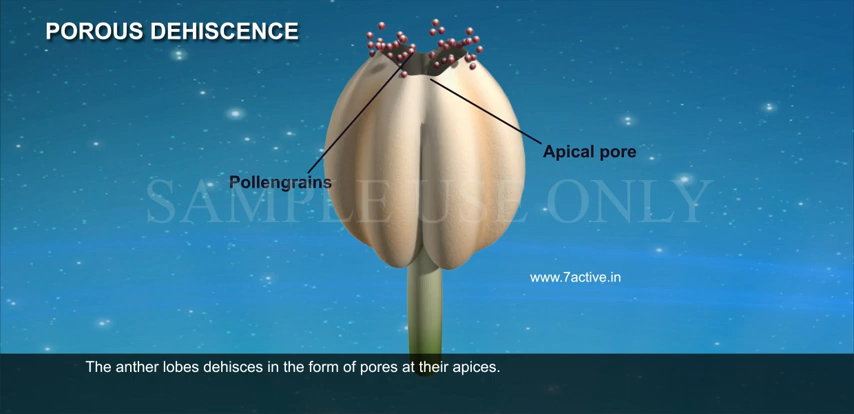 POROUS DEHISCENCE
Apical pore
Pollengrains
SAMPLE USE ONLY
www.7active.in
The anther lobes dehisces in the form of pores at their apices.